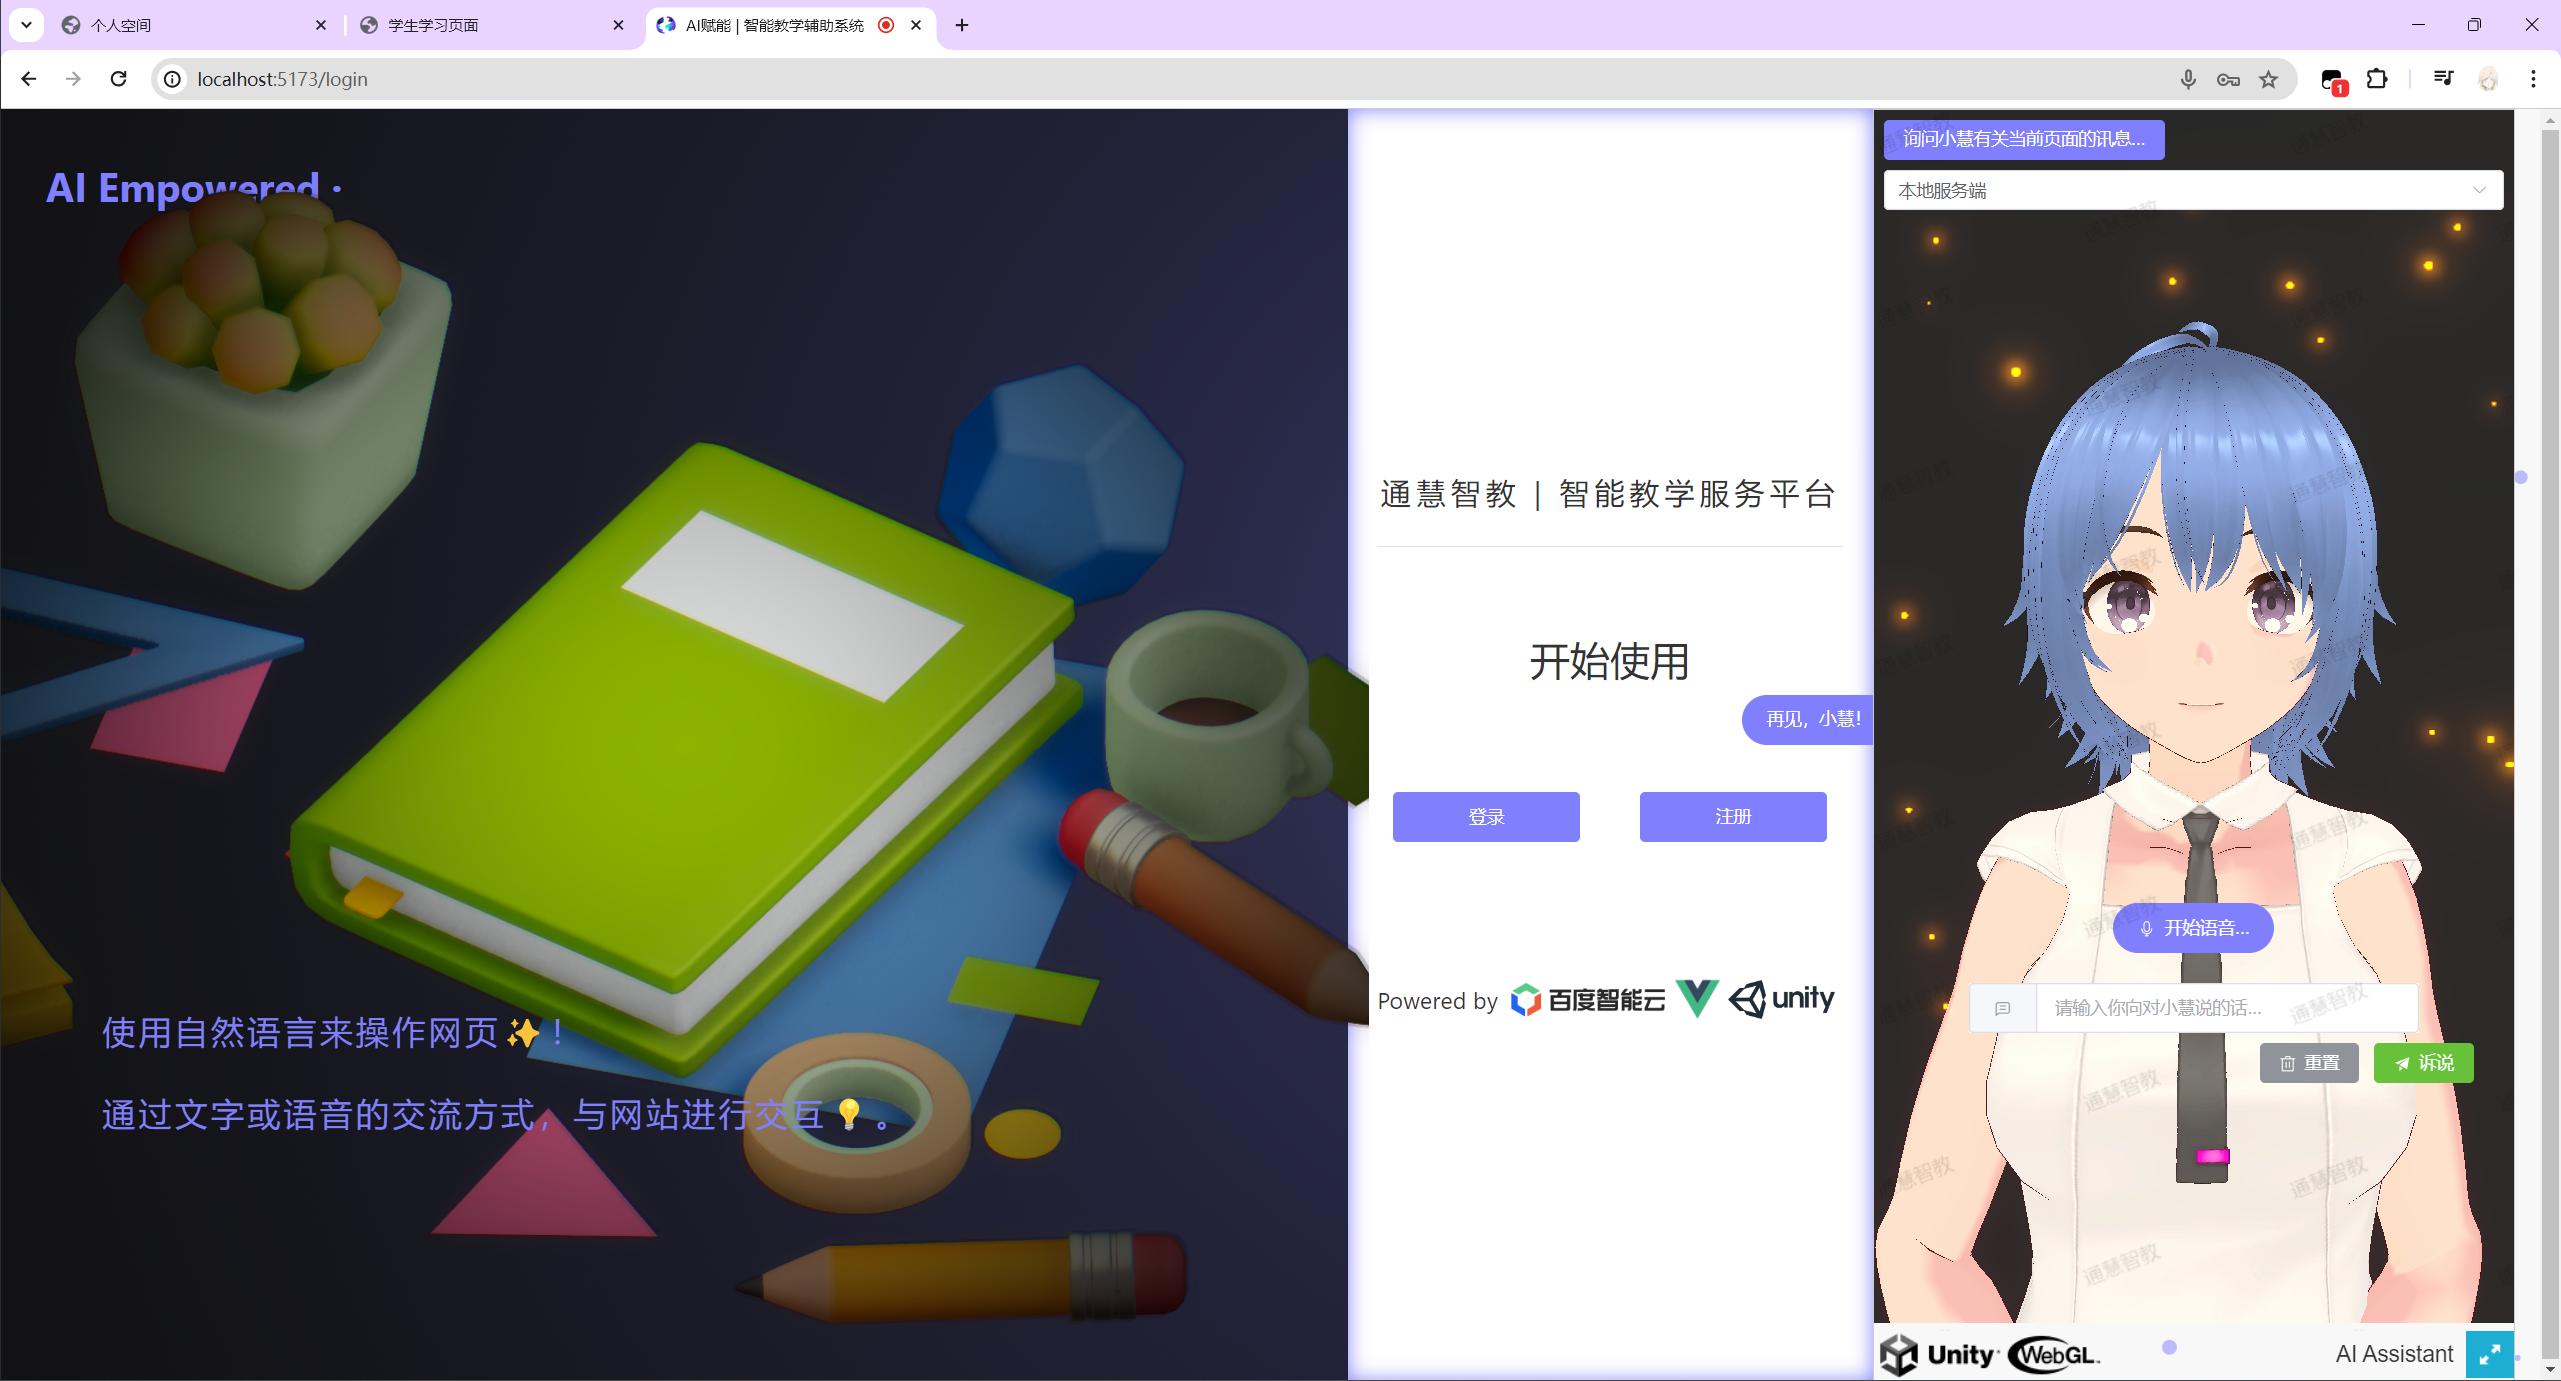 个人空间
学生学习页面
AI赋能 | 智能教学辅助系统
localhost:5173/login
1
AI Empowered ·
使用自然语言来操作网页✨！
通过文字或语音的交流方式，与网站进行交互💡。
通慧智教 | 智能教学服务平台
开始使用
再见，小慧！
登录
注册
Powered by 百度智能云 unity
询问小慧有关当前页面的讯息...
本地服务端
开始语音...
请输入你向对小慧说的话...
重置
诉说
通慧智教
Unity WebGL
AI Assistant